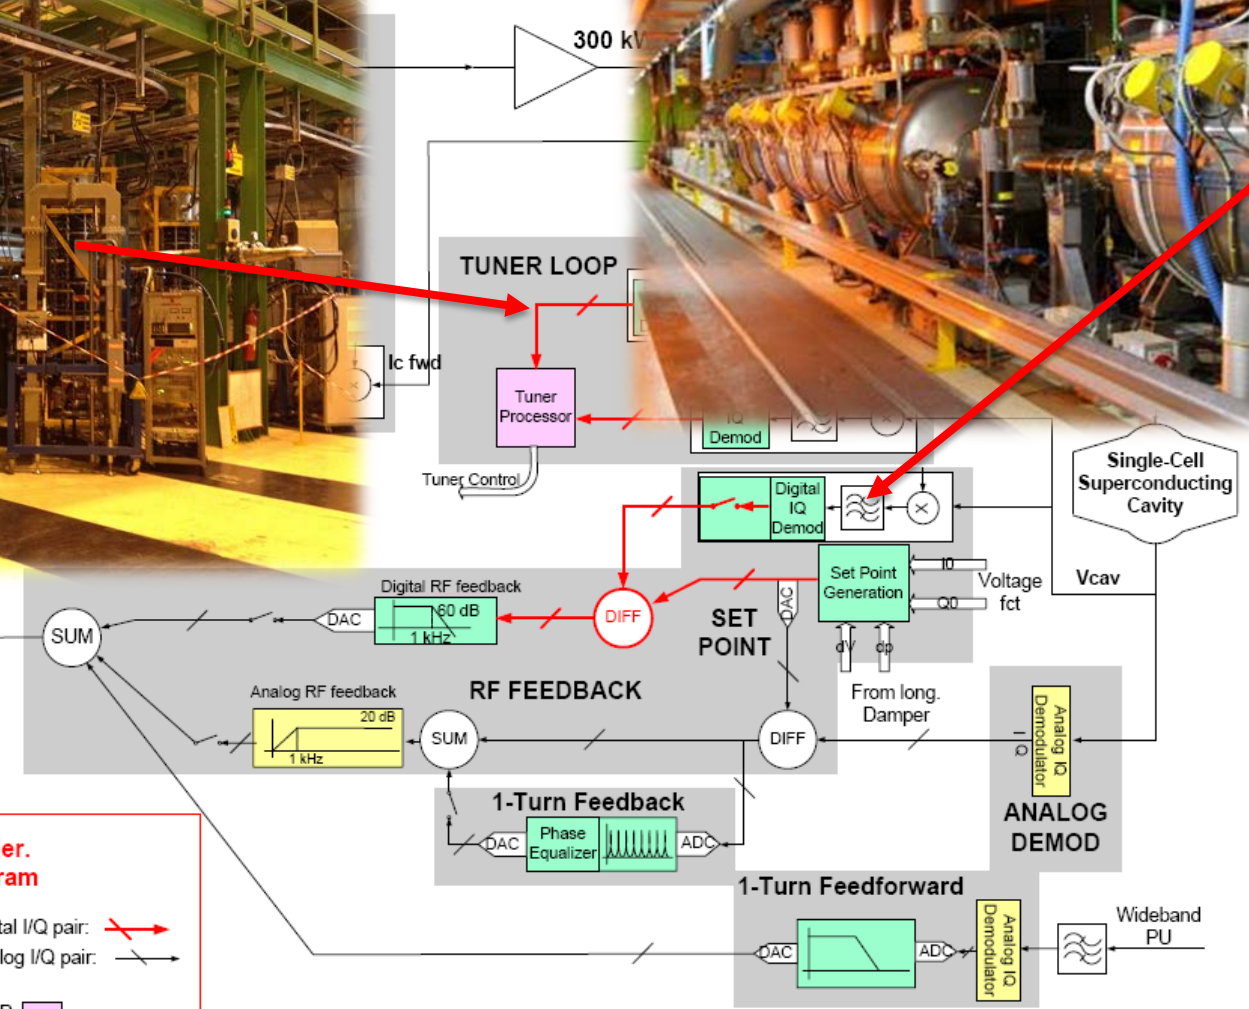 300 kW
TUNER LOOP
Ic fwd
Tuner
Processor
IQ
Demod
Tuner Control
Single-Cell
Superconducting
Cavity
Digital
IQ
Demod
X
Set Point
Generation
I0
Q0
Voltage
fct
Vcav
Digital RF feedback
60 dB
1 kHz
DAC
SUM
DIFF
DAC
SET
POINT
dV
dp
From long.
Damper
RF FEEDBACK
Analog RF feedback
20 dB
1 kHz
SUM
DIFF
I
Q
Analog IQ
Demodulator
ANALOG
DEMOD
1-Turn Feedback
DAC
Phase
Equalizer
ADC
1-Turn Feedforward
DAC
ADC
Analog IQ
Demodulator
Wideband
PU
er.
ram
tal I/Q pair:
log I/Q pair: